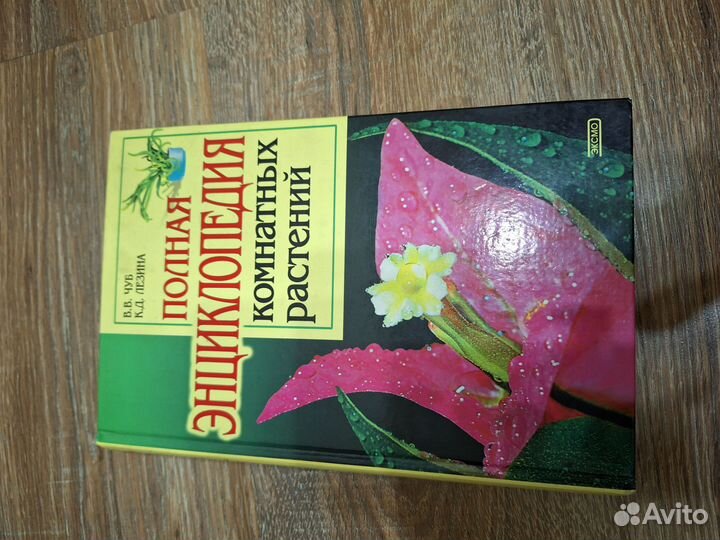 В.В. ЧУБ
К.Д. ЛЕЗИНА
ПОЛНАЯ
ЭНЦИКЛОПЕДИЯ
комнатных
растений
ЭКСМО
Avito